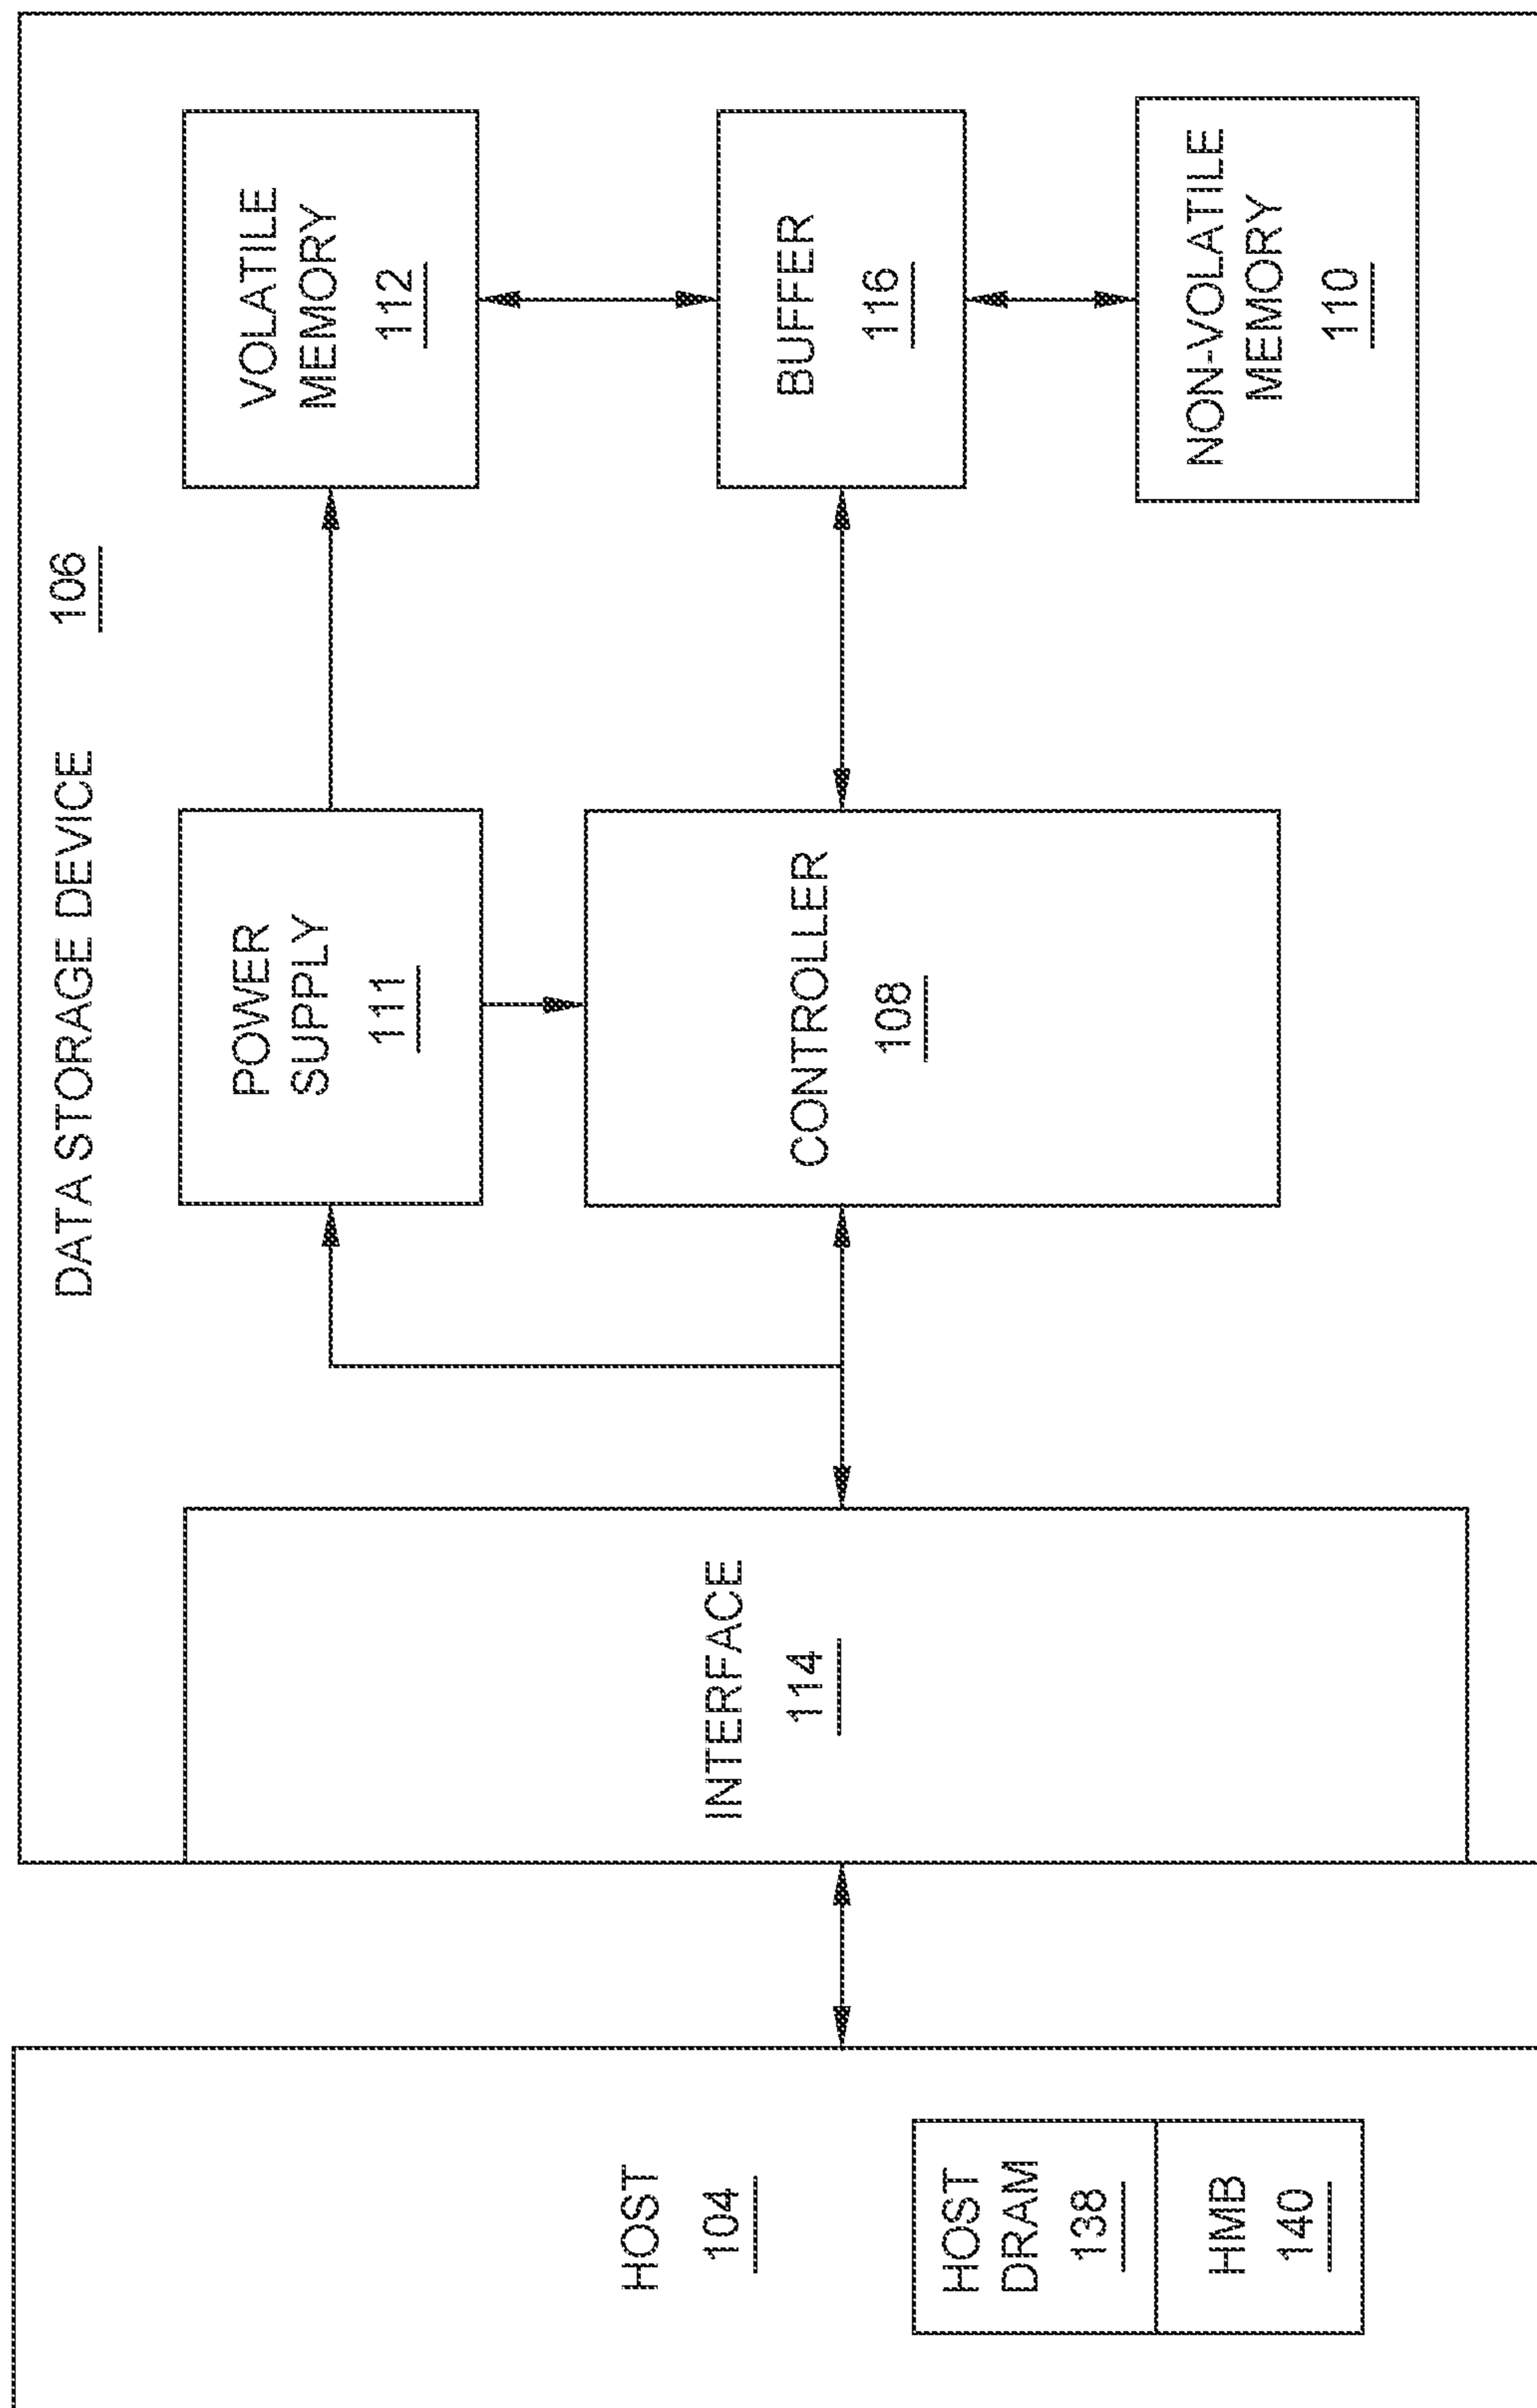 HOST
104
HOST
DRAM
138
HMB
140
DATA STORAGE DEVICE 106
INTERFACE
114
POWER
SUPPLY
111
CONTROLLER
108
VOLATILE
MEMORY
112
BUFFER
116
NON-VOLATILE
MEMORY
110